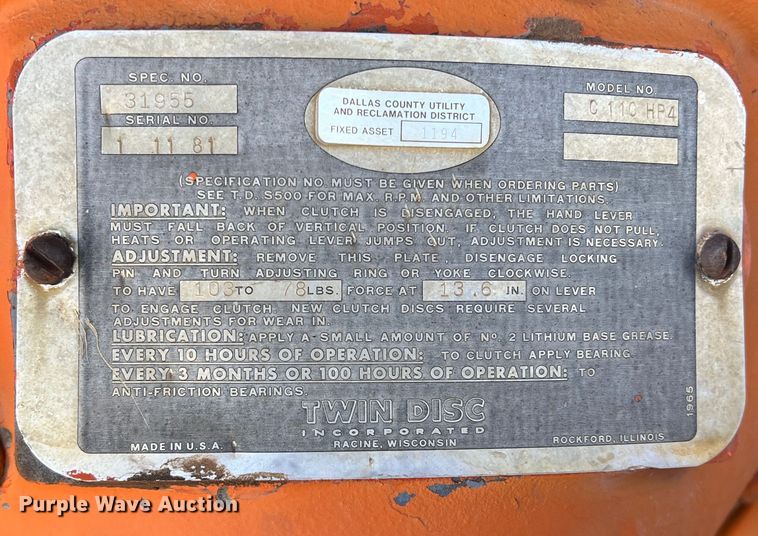 SPEC. NO.
31955
SERIAL NO.
1 11 81
DALLAS COUNTY UTILITY
AND RECLAMATION DISTRICT
FIXED ASSET 1194
MODEL NO.
C 110 HP4
(SPECIFICATION NO. MUST BE GIVEN WHEN ORDERING PARTS)
SEE T.D. S500 FOR MAX. R.P.M. AND OTHER LIMITATIONS.
IMPORTANT: WHEN CLUTCH IS DISENGAGED, THE HAND LEVER
MUST FALL BACK OF VERTICAL POSITION. IF CLUTCH DOES NOT PULL,
HEATS OR OPERATING LEVER JUMPS OUT, ADJUSTMENT IS NECESSARY.
ADJUSTMENT: REMOVE THIS PLATE, DISENGAGE LOCKING
PIN AND TURN ADJUSTING RING OR YOKE CLOCKWISE.
TO HAVE 103 TO 78 LBS. FORCE AT 13.6 IN. ON LEVER
TO ENGAGE CLUTCH. NEW CLUTCH DISCS REQUIRE SEVERAL
ADJUSTMENTS FOR WEAR IN.
LUBRICATION: APPLY A SMALL AMOUNT OF Nº. 2 LITHIUM BASE GREASE.
EVERY 10 HOURS OF OPERATION: TO CLUTCH APPLY BEARING.
EVERY 3 MONTHS OR 100 HOURS OF OPERATION: TO
ANTI-FRICTION BEARINGS.
TWIN DISC
INCORPORATED
MADE IN U.S.A. RACINE, WISCONSIN ROCKFORD, ILLINOIS
1965
Purple Wave Auction